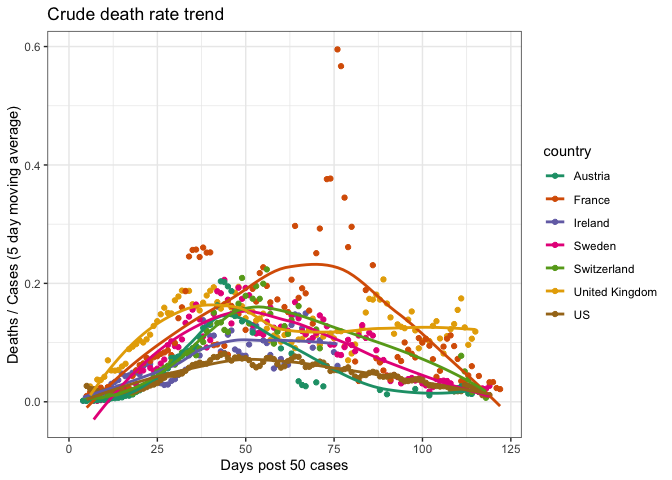 Crude death rate trend
Deaths / Cases (5 day moving average)
0.6
0.4
0.2
0.0
0
25
50
75
100
125
Days post 50 cases
country
Austria
France
Ireland
Sweden
Switzerland
United Kingdom
US